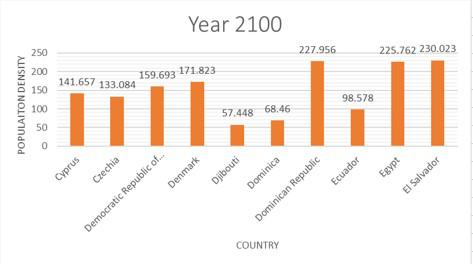 Year 2100
POPULAITON DENSITY
250
200
150
100
50
0
141.657
133.084
159.693
171.823
57.448
68.46
227.956
98.578
225.762
230.023
Cyprus
Czechia
Democratic Republic of...
Denmark
Djibouti
Dominica
Dominican Republic
Ecuador
Egypt
El Salvador
COUNTRY